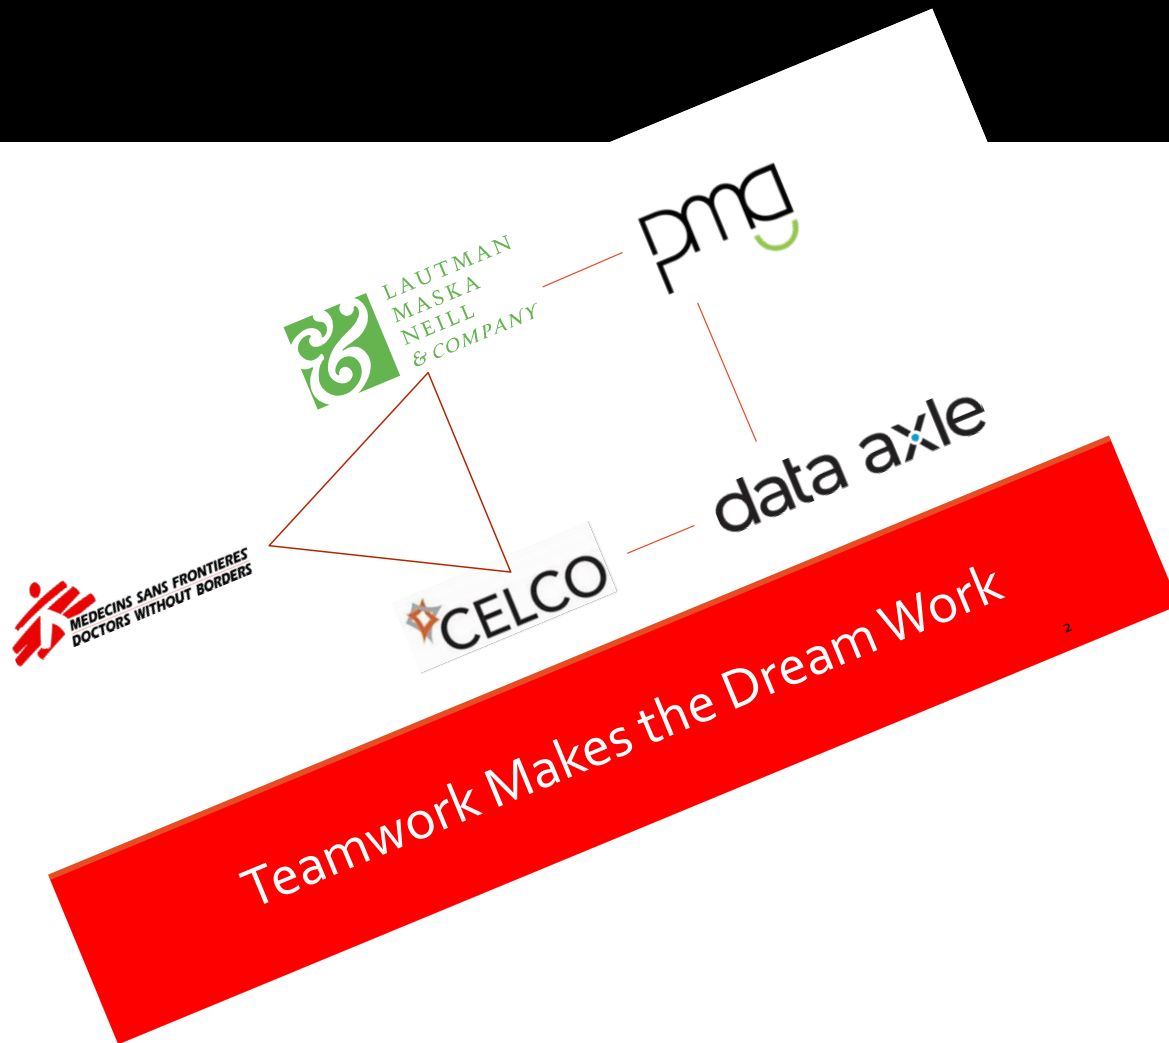 pmg
LAUTMAN
MASKA
NEILL
& COMPANY
data axle
MEDECINS SANS FRONTIERES
DOCTORS WITHOUT BORDERS
CELCO
Teamwork Makes the Dream Work
2